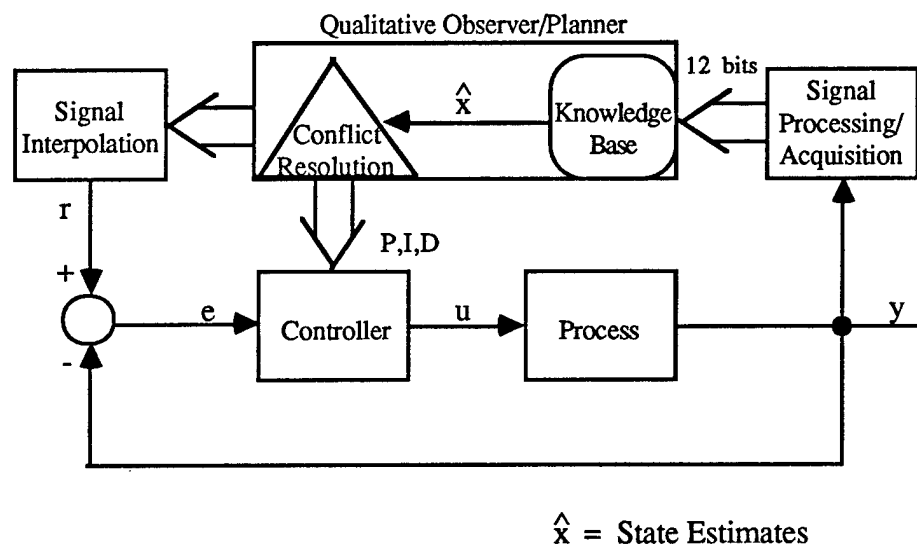 Qualitative Observer/Planner
12 bits
Signal
Interpolation
x̂
Conflict
Resolution
Knowledge
Base
Signal
Processing/
Acquisition
r
P,I,D
+
e
Controller
u
Process
y
-
x̂ = State Estimates